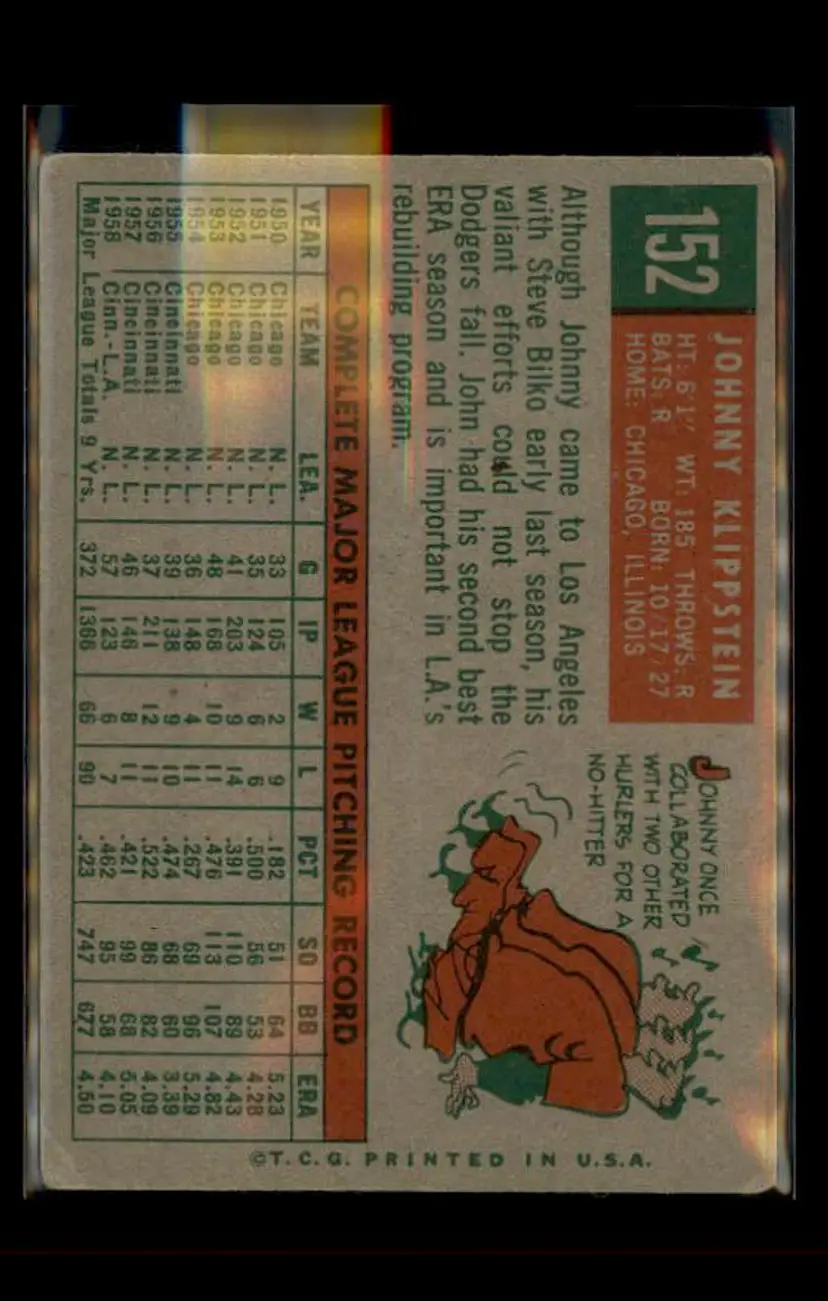 152
JOHNNY KLIPPSTEIN
HT: 6'1" WT: 185 THROWS: R
BATS: R BORN: 10/17/27
HOME: CHICAGO, ILLINOIS
Although Johnny came to Los Angeles
with Steve Bilko early last season, his
valiant efforts could not stop the
Dodgers fall. John had his second best
ERA season and is important in L.A.'s
rebuilding program.
JOHNNY ONCE
COLLABORATED
WITH TWO OTHER
HURLERS FOR A
NO-HITTER
COMPLETE MAJOR LEAGUE PITCHING RECORD
YEAR TEAM LEA. G IP W L PCT SO BB ERA
1950 Chicago N. L. 33 105 2 9 .182 51 64 5.23
1951 Chicago N. L. 35 124 6 6 .500 56 53 4.28
1952 Chicago N. L. 41 203 9 14 .391 110 89 4.43
1953 Chicago N. L. 48 168 10 11 .476 113 107 4.82
1954 Chicago N. L. 36 148 4 11 .267 69 96 5.29
1955 Cincinnati N. L. 39 138 9 10 .474 68 60 3.39
1956 Cincinnati N. L. 37 211 12 11 .522 86 82 4.09
1957 Cincinnati N. L. 46 146 8 11 .421 99 68 5.05
1958 Cinn.-L.A. N. L. 57 123 6 7 .462 95 58 4.10
Major League Totals 9 Yrs. 372 1366 66 90 .423 747 677 4.50
©T.C.G. PRINTED IN U.S.A.